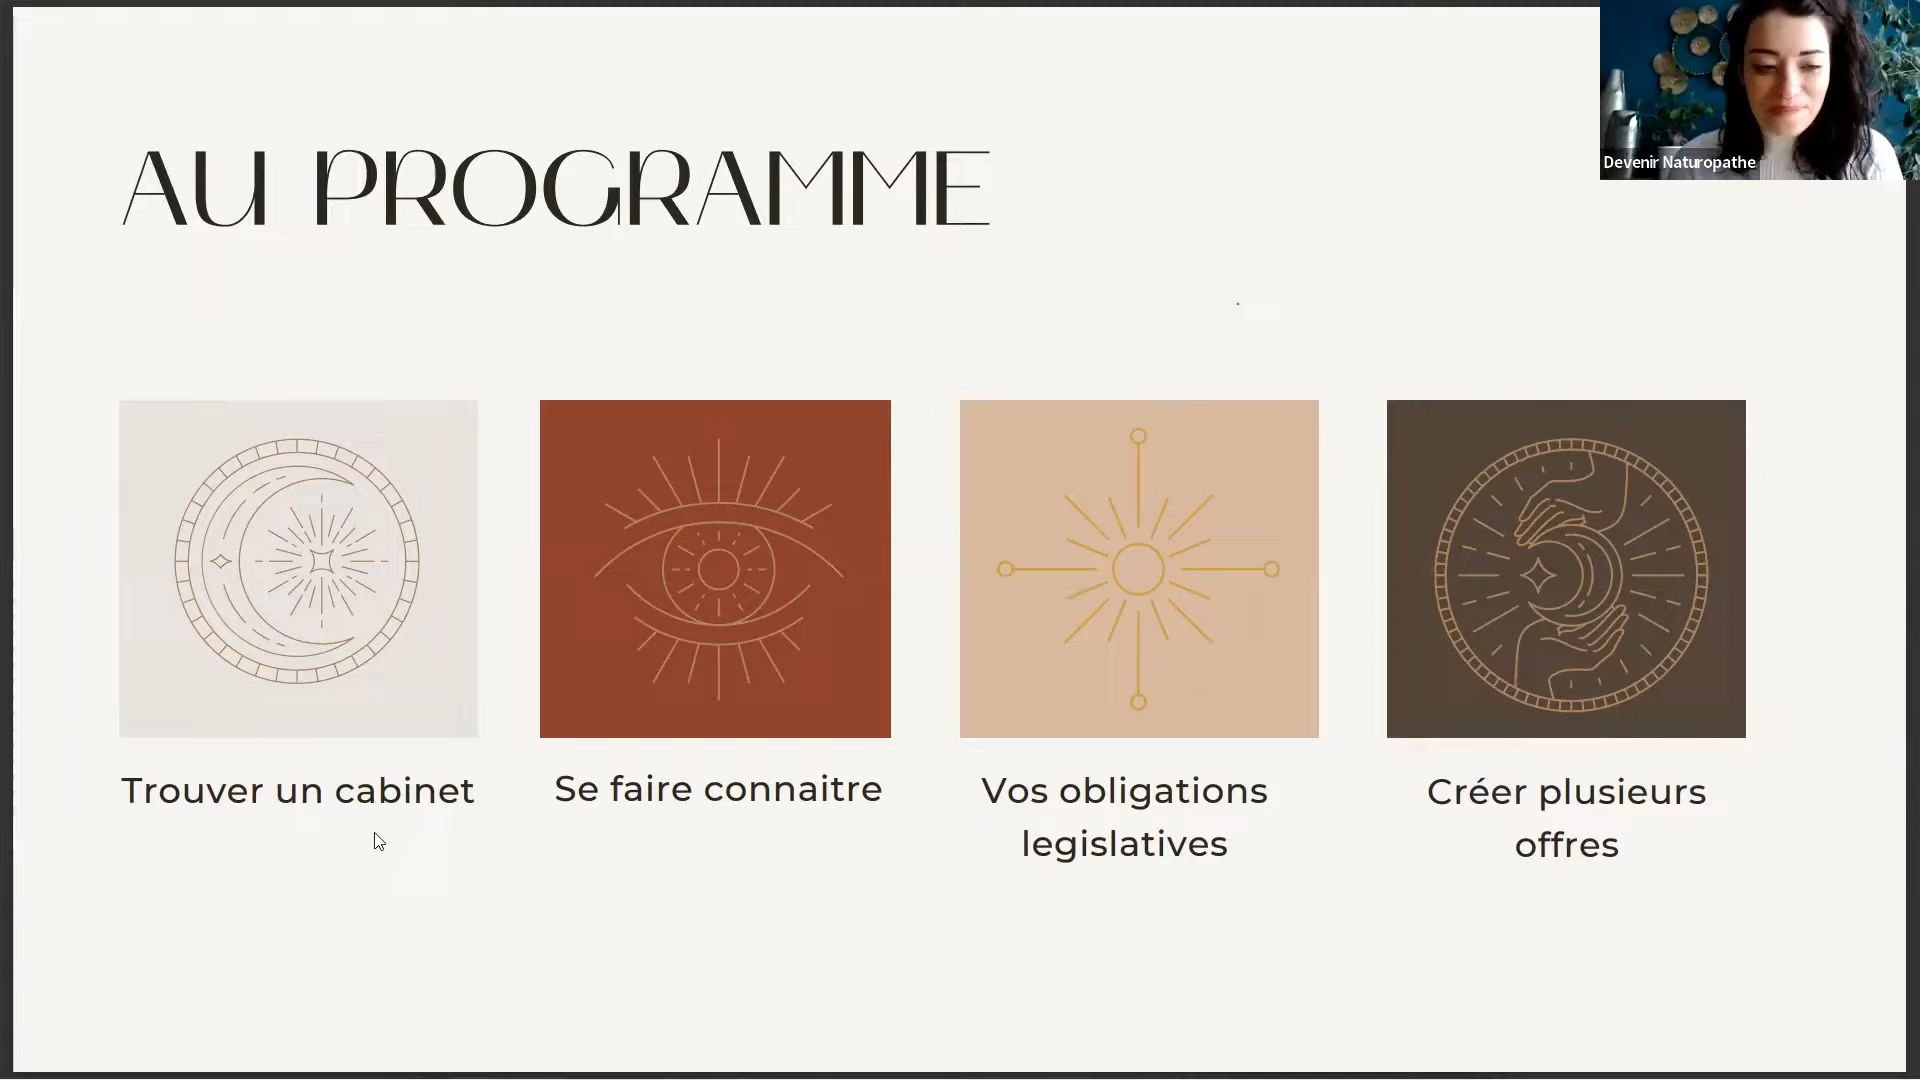 AU PROGRAMME
Devenir Naturopathe
Trouver un cabinet
Se faire connaitre
Vos obligations
legislatives
Créer plusieurs
offres